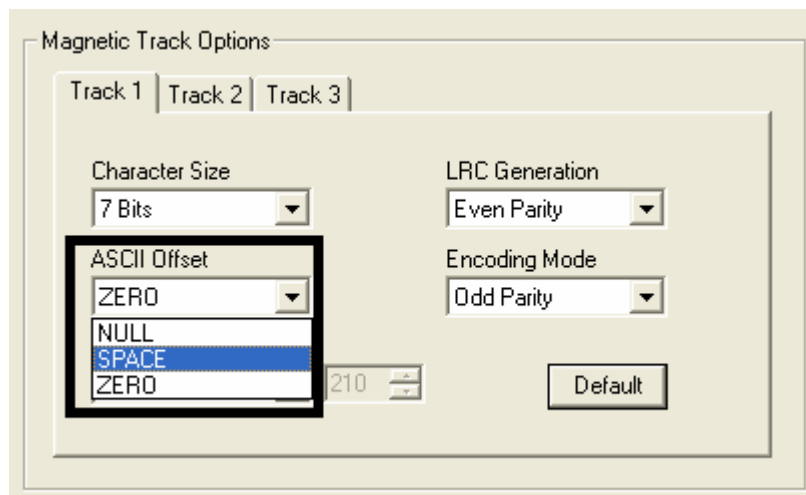 Magnetic Track Options
Track 1 Track 2 Track 3
Character Size LRC Generation
7 Bits Even Parity
ASCII Offset Encoding Mode
ZERO Odd Parity
NULL
SPACE
ZERO 210 Default